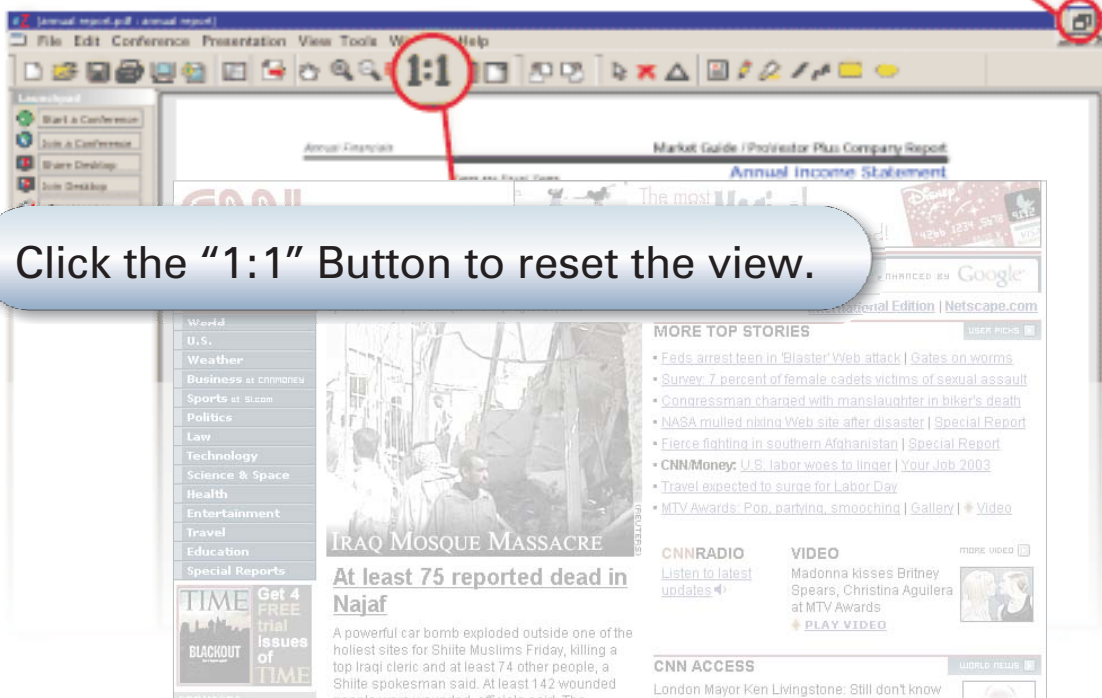 [annual report.pdf : annual report]
File Edit Conference Presentation View Tools Help
1:1
Launchpad
Start a Conference
Join a Conference
Share Desktop
Join Desktop
Annual Financials
Market Guide / ProVestor Plus Company Report
Annual Income Statement
CNN
The most
Click the “1:1” Button to reset the view.
ENHANCED BY Google
International Edition | Netscape.com
World
U.S.
Weather
Business at CNNMONEY
Sports at SI.com
Politics
Law
Technology
Science & Space
Health
Entertainment
Travel
Education
Special Reports
TIME
Get 4
FREE
trial
issues
of
TIME
BLACKOUT
IRAQ MOSQUE MASSACRE
(REUTERS)
At least 75 reported dead in
Najaf
A powerful car bomb exploded outside one of the
holiest sites for Shiite Muslims Friday, killing a
top Iraqi cleric and at least 74 other people, a
Shiite spokesman said. At least 142 wounded
MORE TOP STORIES
USER PICKS
▪ Feds arrest teen in 'Blaster' Web attack | Gates on worms
▪ Survey: 7 percent of female cadets victims of sexual assault
▪ Congressman charged with manslaughter in biker's death
▪ NASA mulled nixing Web site after disaster | Special Report
▪ Fierce fighting in southern Afghanistan | Special Report
▪ CNN/Money: U.S. labor woes to linger | Your Job 2003
▪ Travel expected to surge for Labor Day
▪ MTV Awards: Pop, partying, smooching | Gallery | Video
CNNRADIO
Listen to latest
updates
VIDEO
MORE VIDEO
Madonna kisses Britney
Spears, Christina Aguilera
at MTV Awards
PLAY VIDEO
CNN ACCESS
WORLD NEWS
London Mayor Ken Livingstone: Still don't know